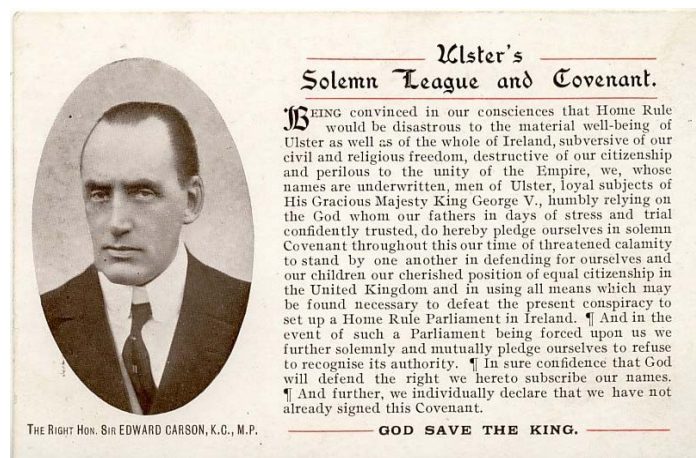 Ulster's
Solemn League and Covenant.
BEING convinced in our consciences that Home Rule
would be disastrous to the material well-being of
Ulster as well as of the whole of Ireland, subversive of our
civil and religious freedom, destructive of our citizenship
and perilous to the unity of the Empire, we, whose
names are underwritten, men of Ulster, loyal subjects of
His Gracious Majesty King George V., humbly relying on
the God whom our fathers in days of stress and trial
confidently trusted, do hereby pledge ourselves in solemn
Covenant throughout this our time of threatened calamity
to stand by one another in defending for ourselves and
our children our cherished position of equal citizenship in
the United Kingdom and in using all means which may
be found necessary to defeat the present conspiracy to
set up a Home Rule Parliament in Ireland. ¶ And in the
event of such a Parliament being forced upon us we
further solemnly and mutually pledge ourselves to refuse
to recognise its authority. ¶ In sure confidence that God
will defend the right we hereto subscribe our names.
¶ And further, we individually declare that we have not
already signed this Covenant.
GOD SAVE THE KING.
THE RIGHT HON. SIR EDWARD CARSON, K.C., M.P.